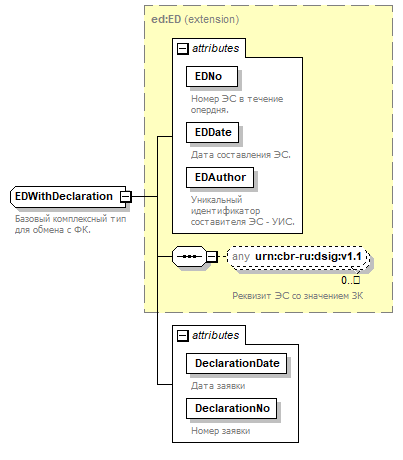 ed:ED (extension)
attributes
EDNo
Номер ЭС в течение
опердня.
EDDate
Дата составления ЭС.
EDAuthor
Уникальный
идентификатор
составителя ЭС - УИС.
EDWithDeclaration
Базовый комплексный тип
для обмена с ФК.
any urn:cbr-ru:dsig:v1.1
0..□
Реквизит ЭС со значением ЗК
attributes
DeclarationDate
Дата заявки
DeclarationNo
Номер заявки